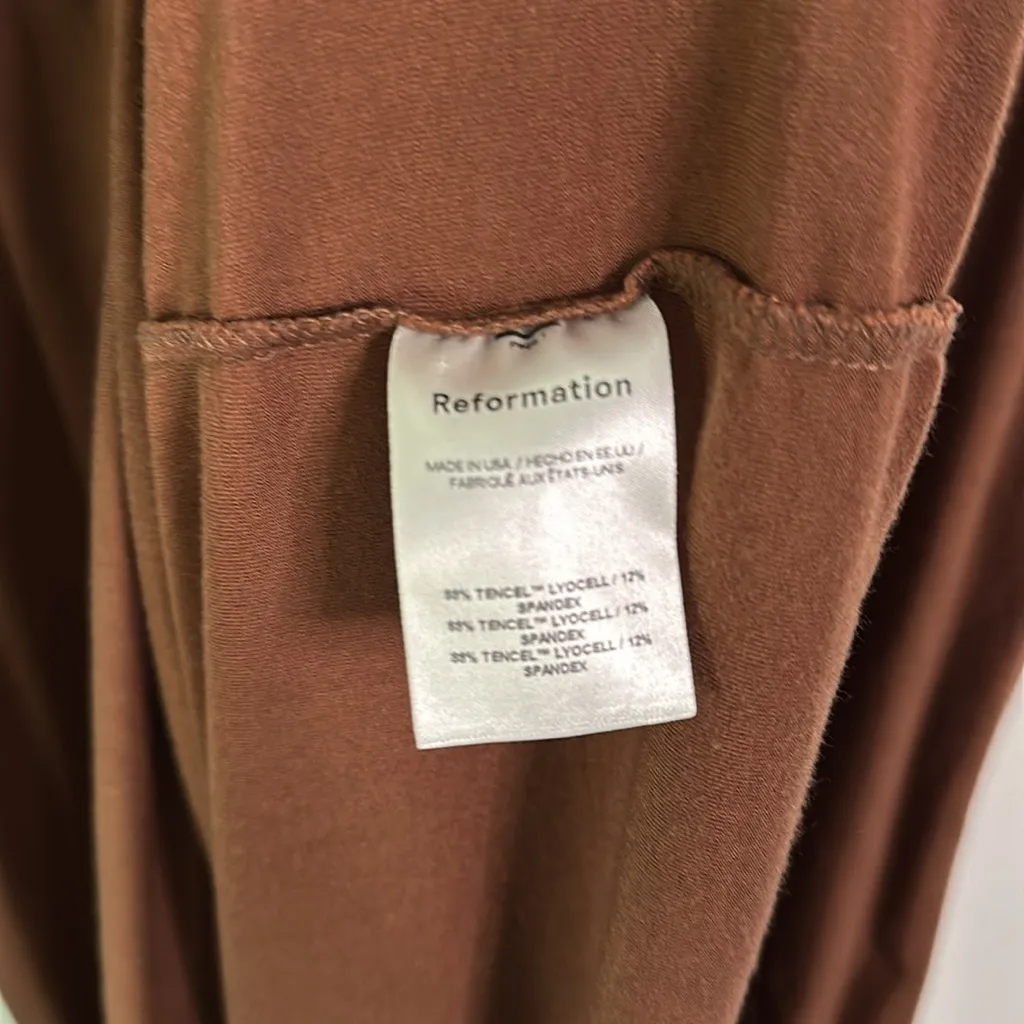 Reformation
MADE IN USA / HECHO EN EE.UU /
FABRIQUÉ AUX ÉTATS-UNIS
88% TENCEL™ LYOCELL / 12%
SPANDEX
88% TENCEL™ LYOCELL / 12%
SPANDEX
88% TENCEL™ LYOCELL / 12%
SPANDEX